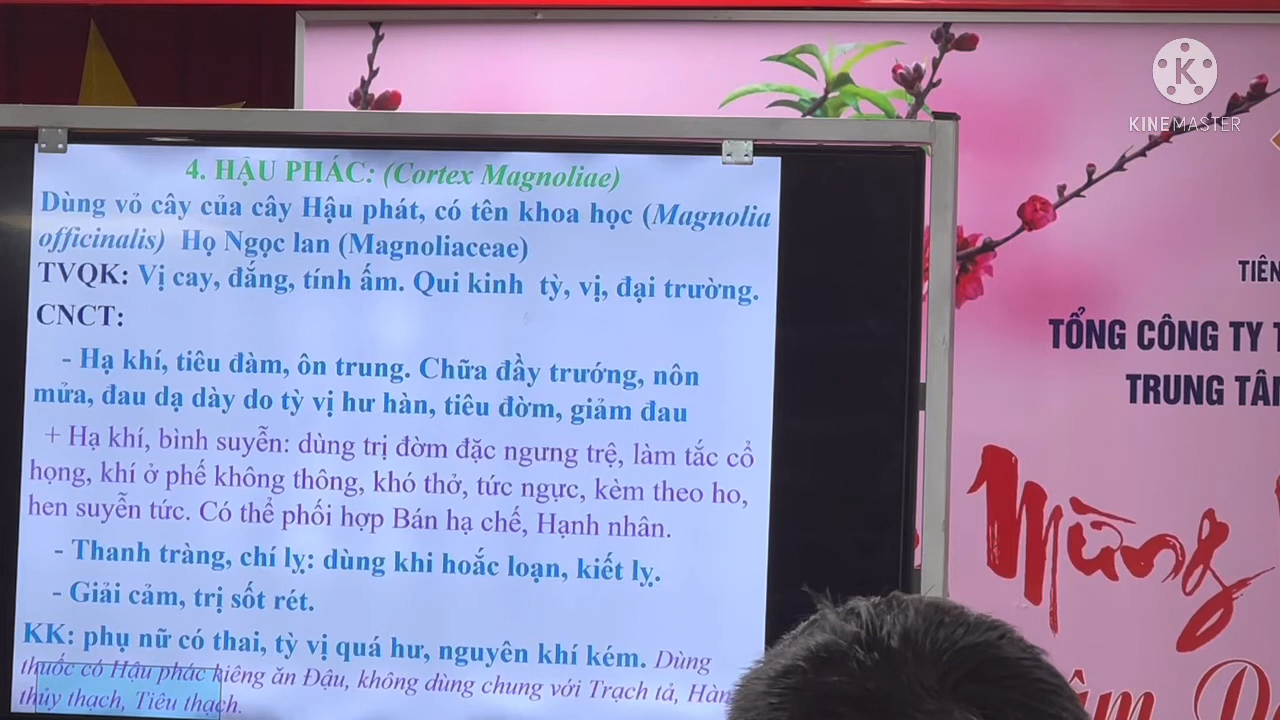 KINEMASTER
4. HẬU PHÁC: (Cortex Magnoliae)
Dùng vỏ cây của cây Hậu phát, có tên khoa học (Magnolia
officinalis) Họ Ngọc lan (Magnoliaceae)
TVQK: Vị cay, đắng, tính ấm. Qui kinh tỳ, vị, đại trường.
CNCT:
- Hạ khí, tiêu đàm, ôn trung. Chữa đầy trướng, nôn
mửa, đau dạ dày do tỳ vị hư hàn, tiêu đờm, giảm đau
+ Hạ khí, bình suyễn: dùng trị đờm đặc ngưng trệ, làm tắc cổ
họng, khí ở phế không thông, khó thở, tức ngực, kèm theo ho,
hen suyễn tức. Có thể phối hợp Bán hạ chế, Hạnh nhân.
- Thanh tràng, chí lỵ: dùng khi hoắc loạn, kiết lỵ.
- Giải cảm, trị sốt rét.
KK: phụ nữ có thai, tỳ vị quá hư, nguyên khí kém. Dùng
thuốc có Hậu phác kiêng ăn Đậu, không dùng chung với Trạch tả, Hàn
thủy thạch, Tiêu thạch.
TỔNG CÔNG TY
Mừng